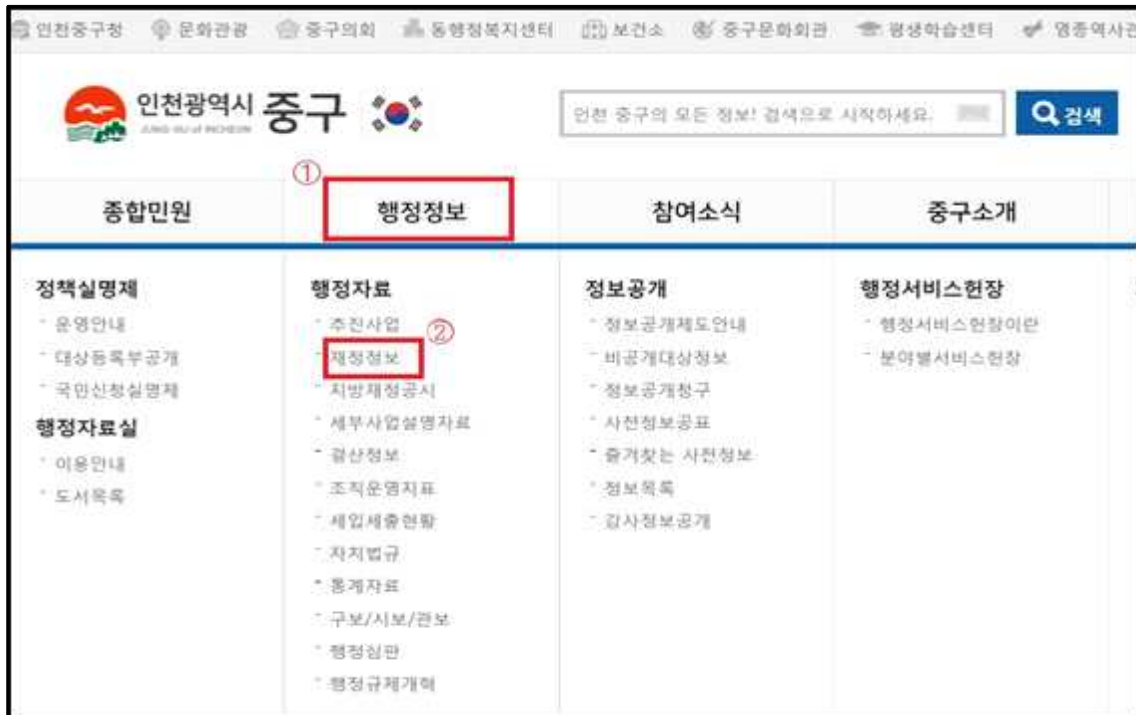 인천중구청 문화관광 중구의회 동행정복지센터 보건소 중구문화회관 평생학습센터 영종역사관
인천광역시 중구
JUNG-GU of INCHEON
인천 중구의 모든 정보! 검색으로 시작하세요.
검색
①
종합민원 행정정보 참여소식 중구소개
정책실명제
운영안내
대상등록부공개
국민신청실명제
행정자료실
이용안내
도서목록
행정자료
추진사업
②
재정정보
지방재정공시
세부사업설명자료
결산정보
조직운영지표
세입세출현황
자치법규
통계자료
구보/시보/관보
행정심판
행정규제개혁
정보공개
정보공개제도안내
비공개대상정보
정보공개청구
사전정보공표
즐겨찾는 사전정보
정보목록
감사정보공개
행정서비스헌장
행정서비스헌장이란
분야별서비스헌장